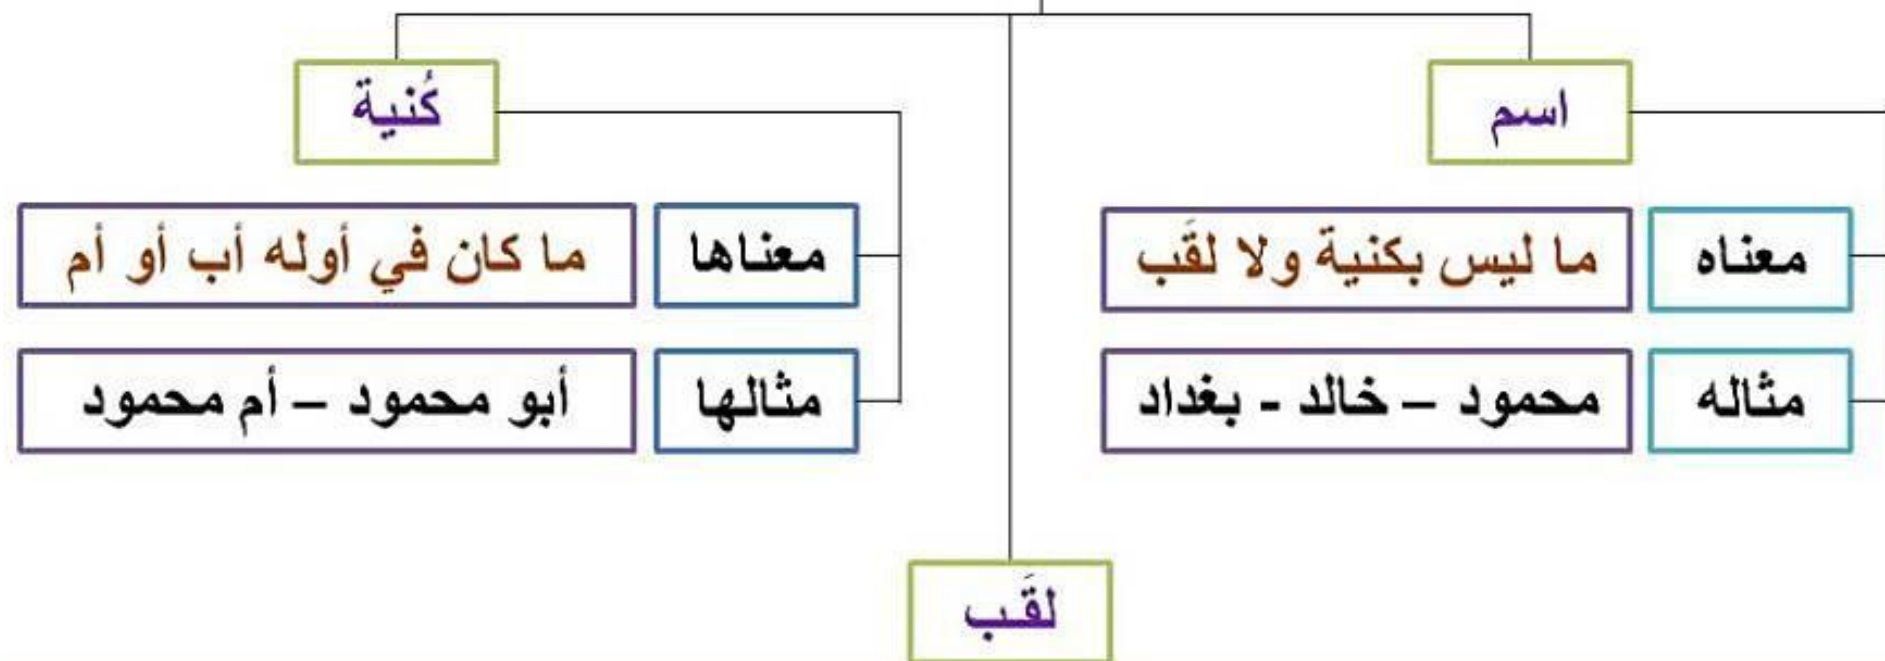 اسم
معناه
ما ليس بكنية ولا لقَب
مثاله
محمود – خالد - بغداد
كُنية
معناها
ما كان في أوله أب أو أم
مثالها
أبو محمود – أم محمود
لقَب